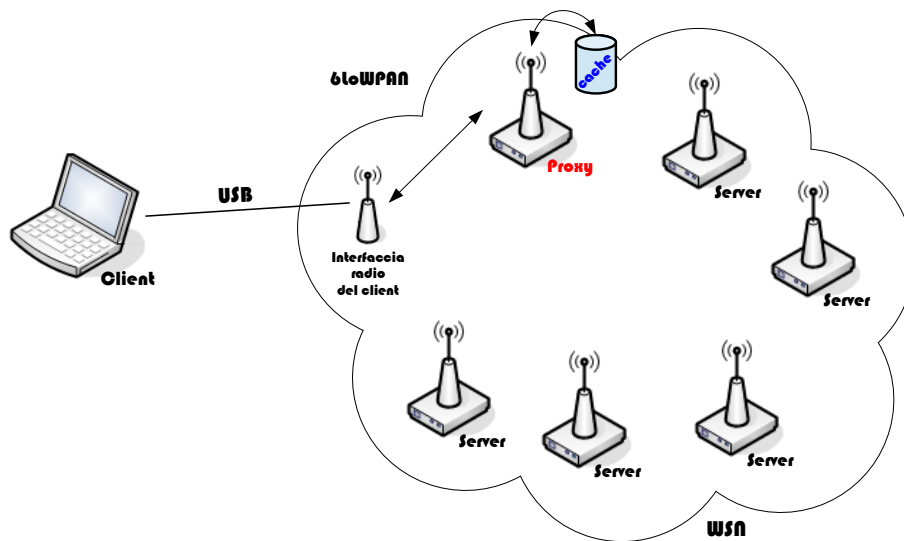 6LoWPAN
cache
Proxy
Server
USB
Server
Interfaccia
radio
del client
Client
Server
Server
Server
Server
WSN